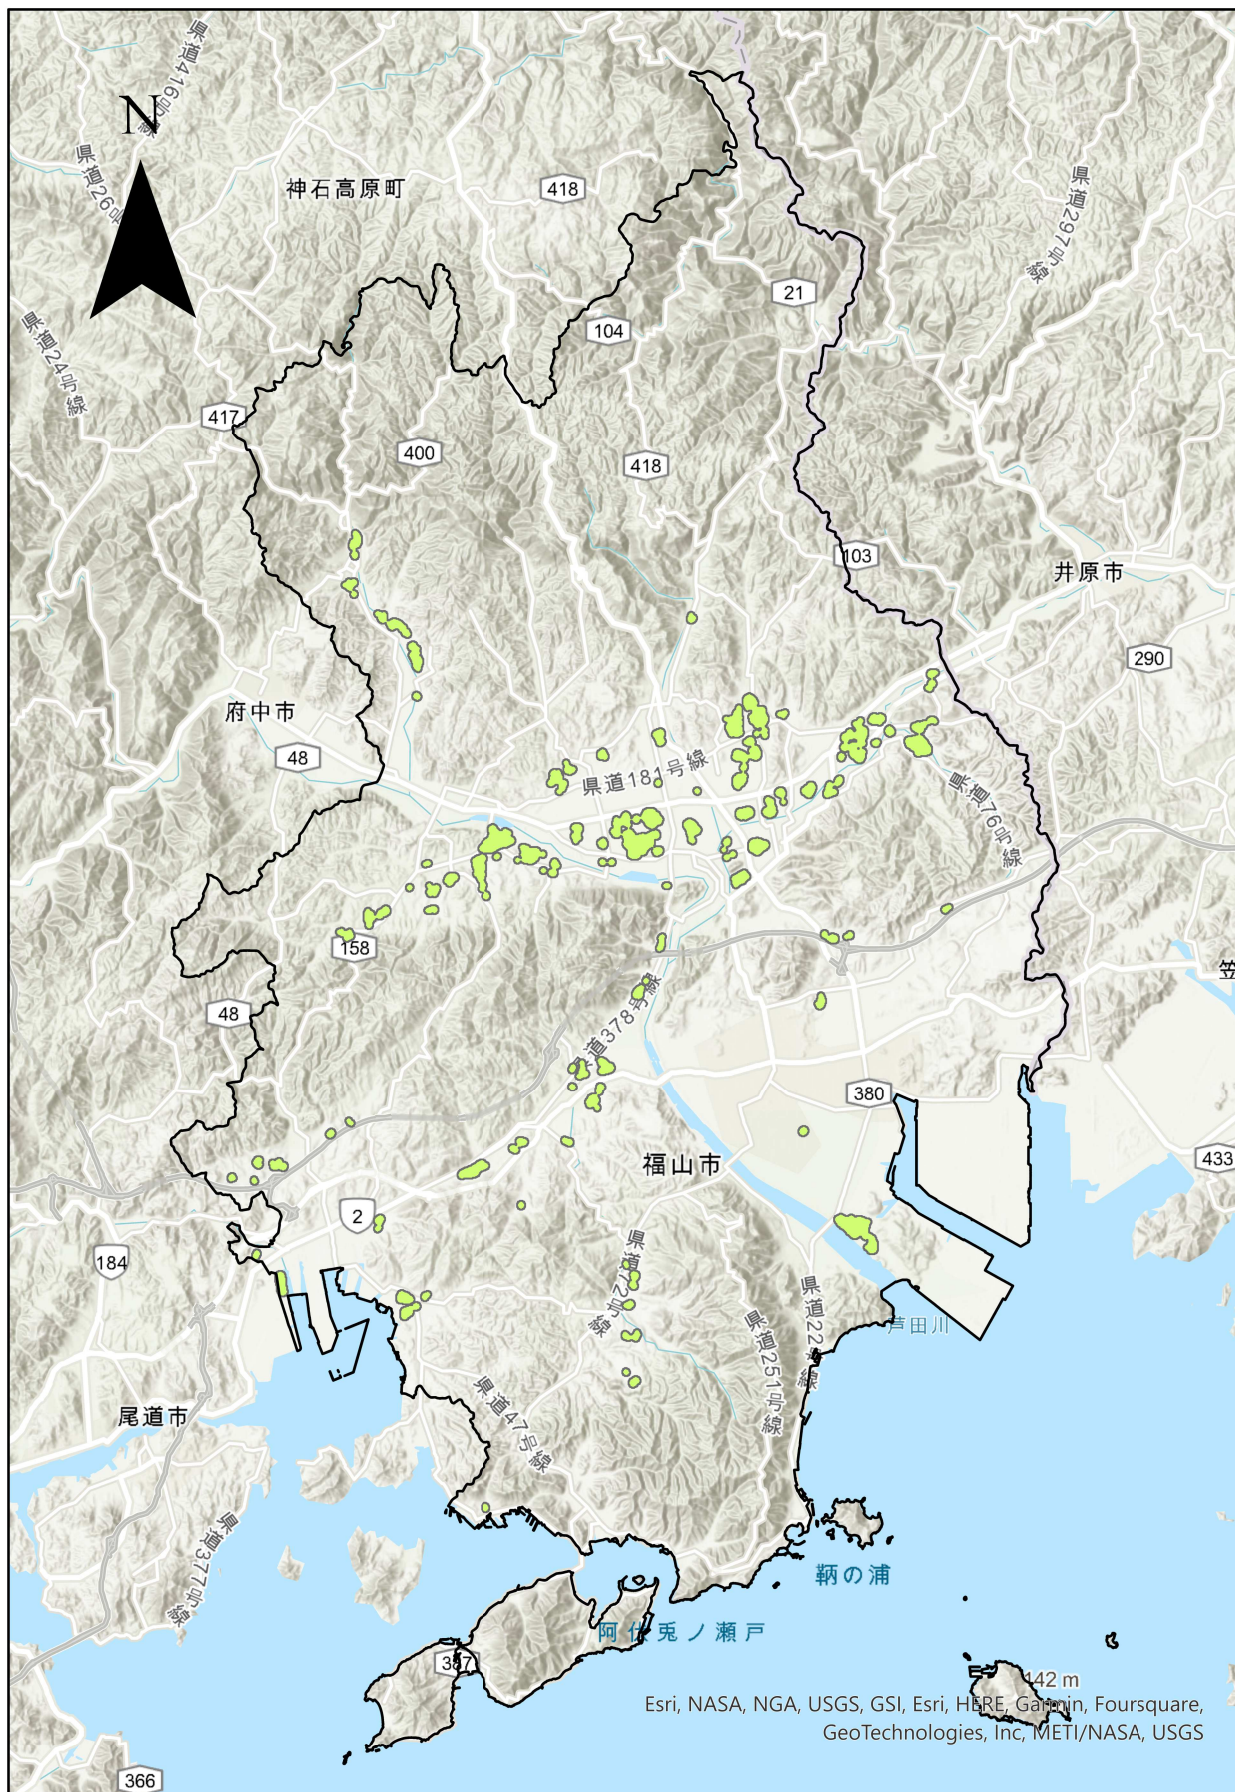 県道416号線
N
県道26号
神石高原町
418
県道297号線
21
県道24号線
104
417
400
418
103
井原市
290
府中市
48
県道181号線
県道76号線
158
笠
48
県道378号線
380
福山市
433
2
184
県道72号線
県道22号線
県道251号線
芦田川
県道47号線
尾道市
県道377号線
鞆の浦
阿伏兎ノ瀬戸
387
142 m
Esri, NASA, NGA, USGS, GSI, Esri, HERE, Garmin, Foursquare,
GeoTechnologies, Inc, METI/NASA, USGS
366